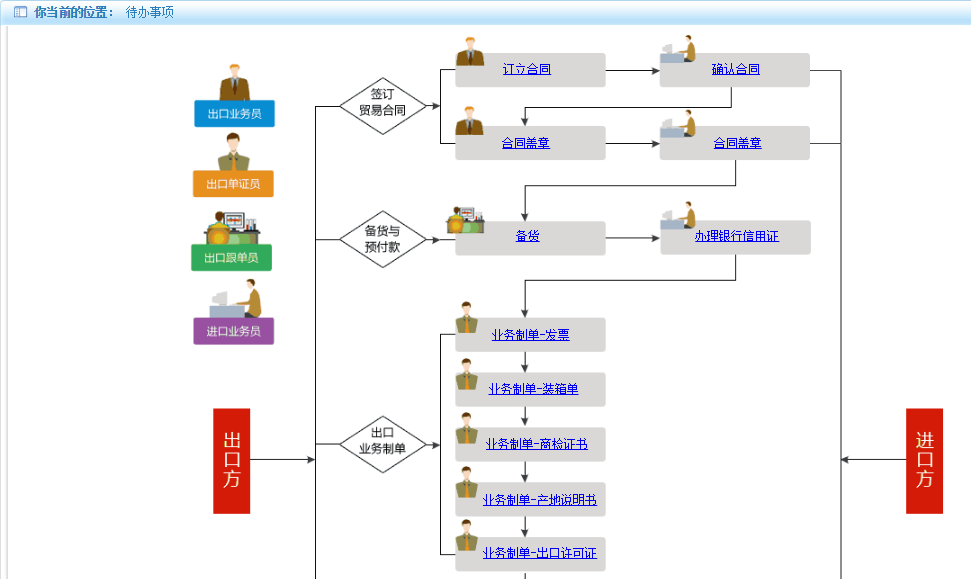 你当前的位置： 待办事项
出口业务员
出口单证员
出口跟单员
进口业务员
出口方
签订
贸易合同
订立合同
确认合同
合同盖章
合同盖章
备货与
预付款
备货
办理银行信用证
出口
业务制单
业务制单-发票
业务制单-装箱单
业务制单-商检证书
业务制单-产地说明书
业务制单-出口许可证
进口方